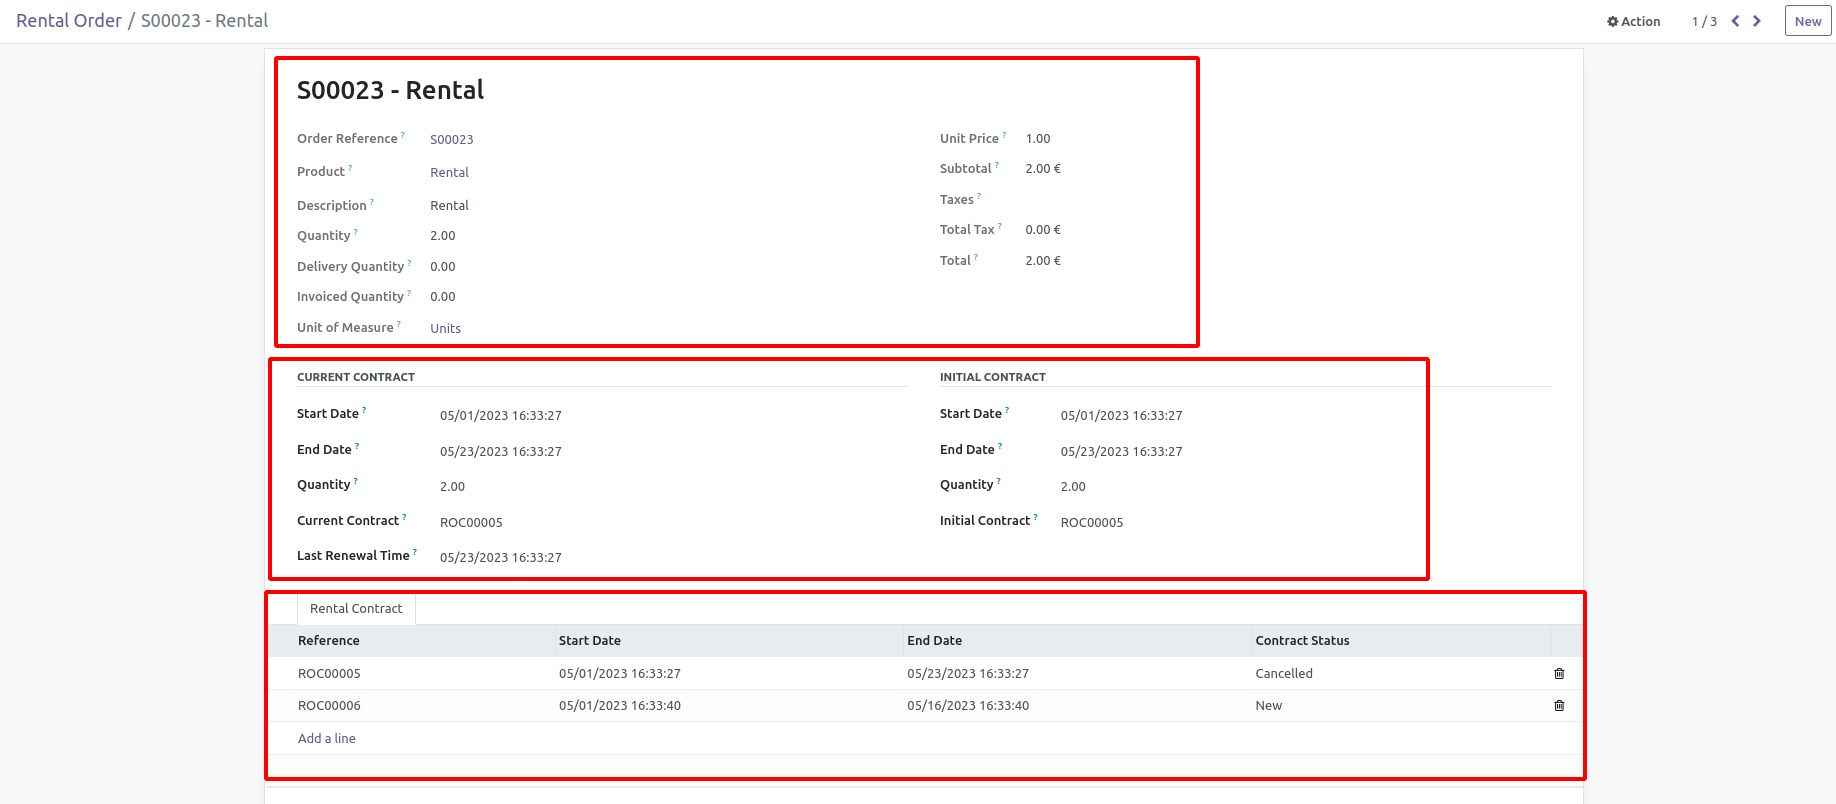 Rental Order / S00023 - Rental
Action 1 / 3 New
S00023 - Rental
Order Reference ? S00023
Product ? Rental
Description ? Rental
Quantity ? 2.00
Delivery Quantity ? 0.00
Invoiced Quantity ? 0.00
Unit of Measure ? Units
Unit Price ? 1.00
Subtotal ? 2.00 €
Taxes ?
Total Tax ? 0.00 €
Total ? 2.00 €
CURRENT CONTRACT
Start Date ? 05/01/2023 16:33:27
End Date ? 05/23/2023 16:33:27
Quantity ? 2.00
Current Contract ? ROC00005
Last Renewal Time ? 05/23/2023 16:33:27
INITIAL CONTRACT
Start Date ? 05/01/2023 16:33:27
End Date ? 05/23/2023 16:33:27
Quantity ? 2.00
Initial Contract ? ROC00005
Rental Contract
Reference Start Date End Date Contract Status
ROC00005 05/01/2023 16:33:27 05/23/2023 16:33:27 Cancelled
ROC00006 05/01/2023 16:33:40 05/16/2023 16:33:40 New
Add a line